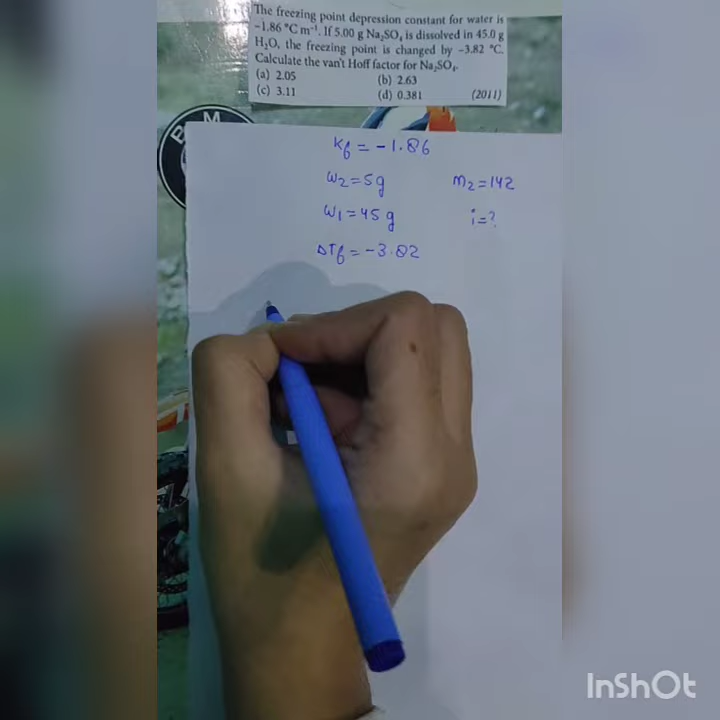 The freezing point depression constant for water is
−1.86 °C m⁻¹. If 5.00 g Na₂SO₄ is dissolved in 45.0 g
H₂O, the freezing point is changed by −3.82 °C.
Calculate the van't Hoff factor for Na₂SO₄.
(a) 2.05 (b) 2.63
(c) 3.11 (d) 0.381 (2011)
B M
Kf = −1.86
W2 = 5g M2 = 142
W1 = 45g i = ?
ΔTf = −3.82
InShOt